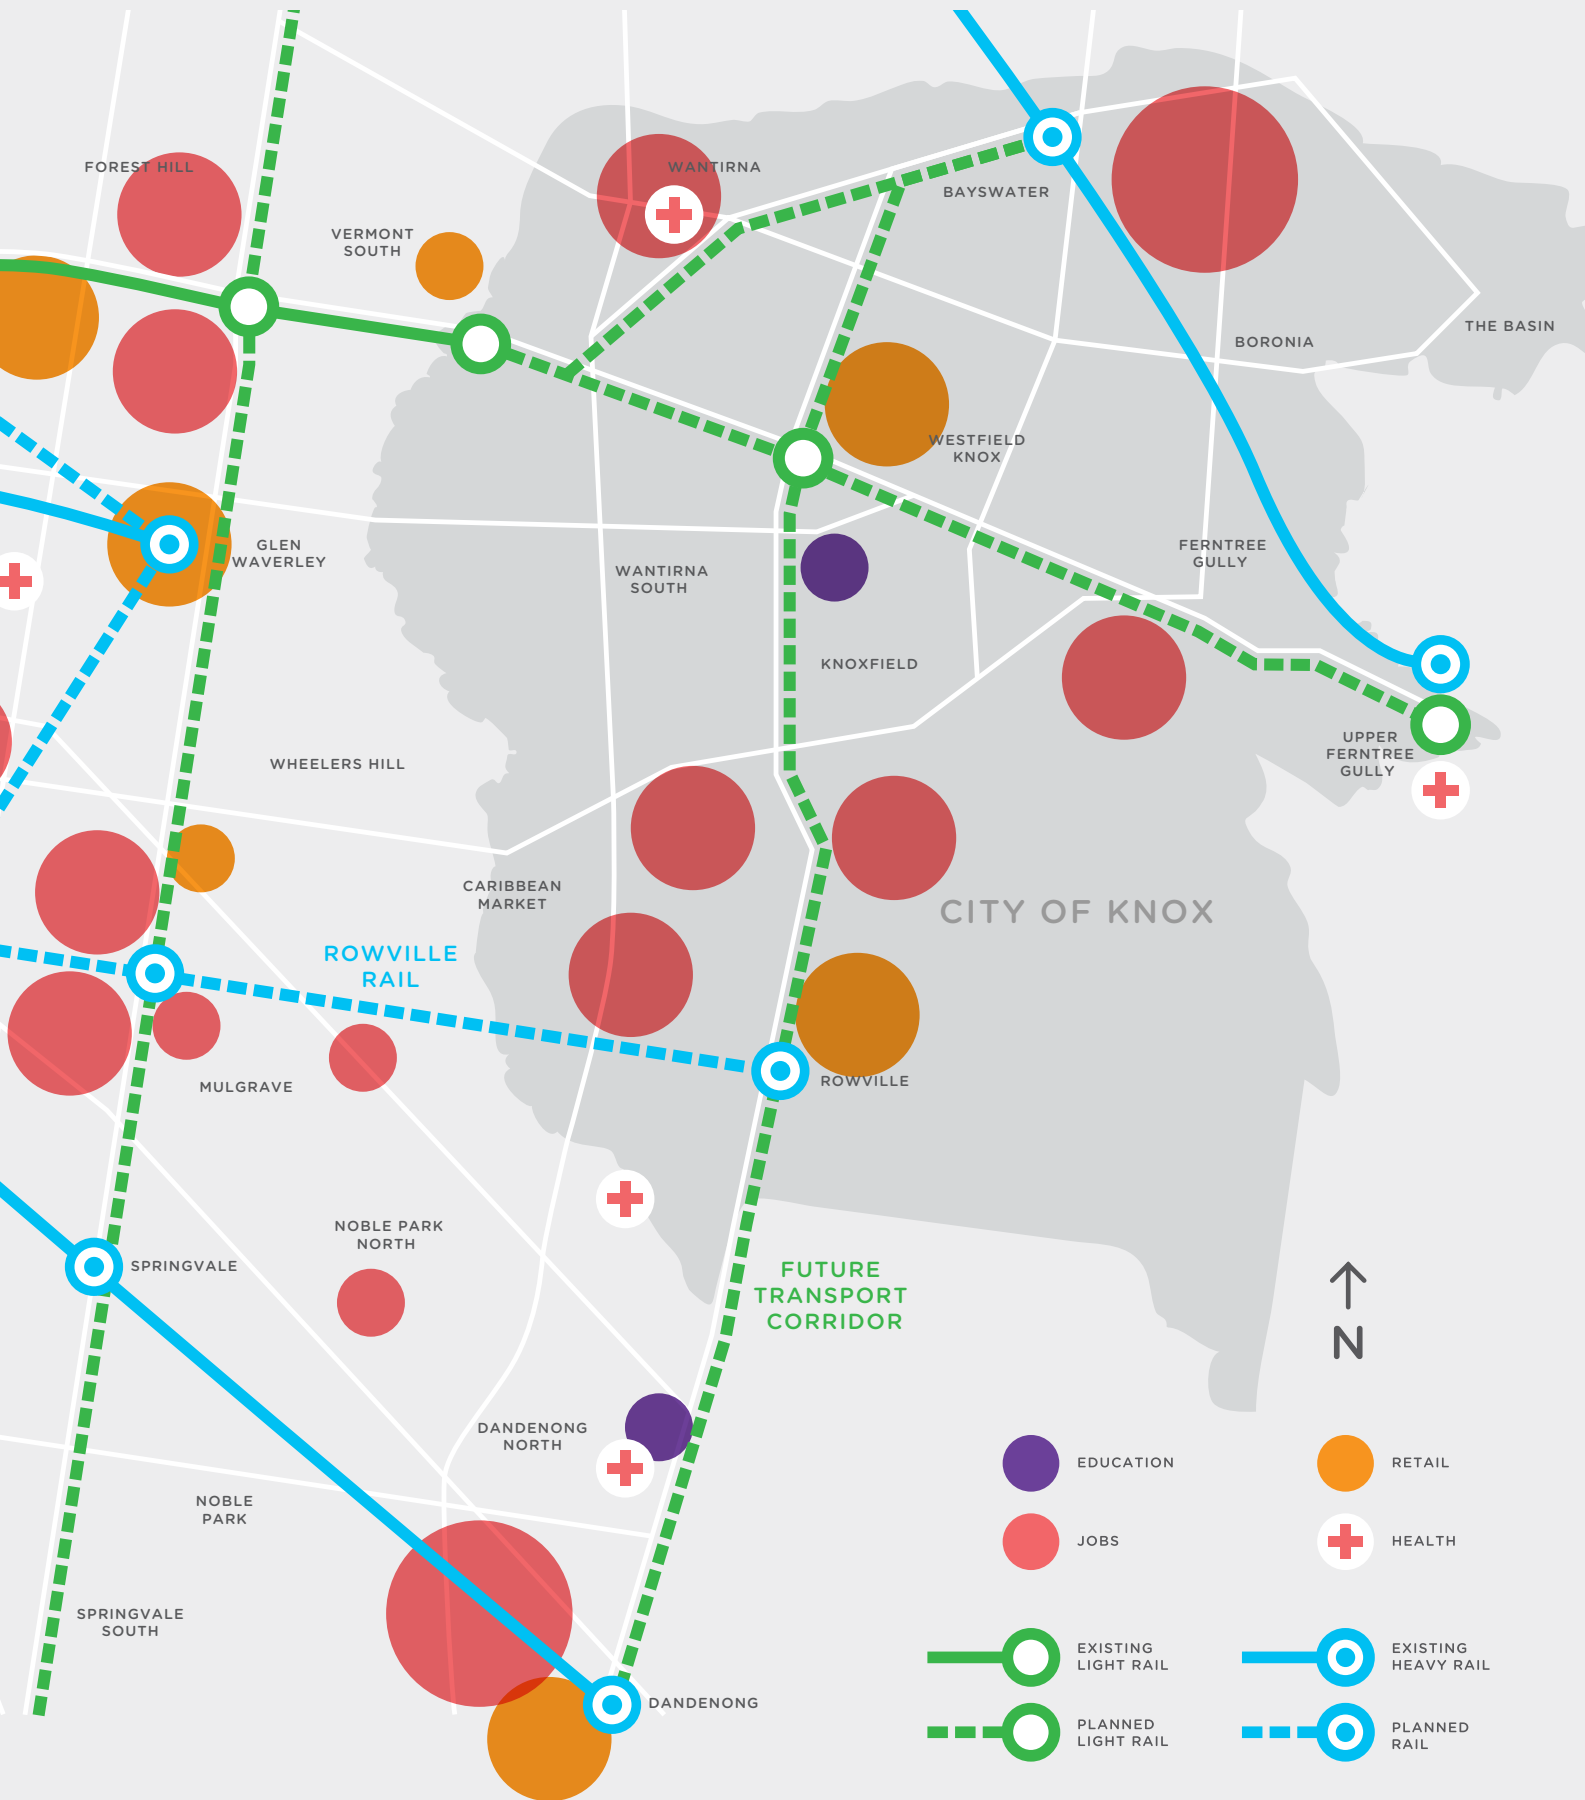 FOREST HILL
WANTIRNA
BAYSWATER
VERMONT
SOUTH
THE BASIN
BORONIA
WESTFIELD
KNOX
GLEN
WAVERLEY
FERNTREE
GULLY
WANTIRNA
SOUTH
KNOXFIELD
UPPER
FERNTREE
GULLY
WHEELERS HILL
CARIBBEAN
MARKET
CITY OF KNOX
ROWVILLE
RAIL
MULGRAVE
ROWVILLE
NOBLE PARK
NORTH
SPRINGVALE
FUTURE
TRANSPORT
CORRIDOR
N
DANDENONG
NORTH
NOBLE
PARK
SPRINGVALE
SOUTH
DANDENONG
EDUCATION
RETAIL
JOBS
HEALTH
EXISTING
LIGHT RAIL
EXISTING
HEAVY RAIL
PLANNED
LIGHT RAIL
PLANNED
RAIL